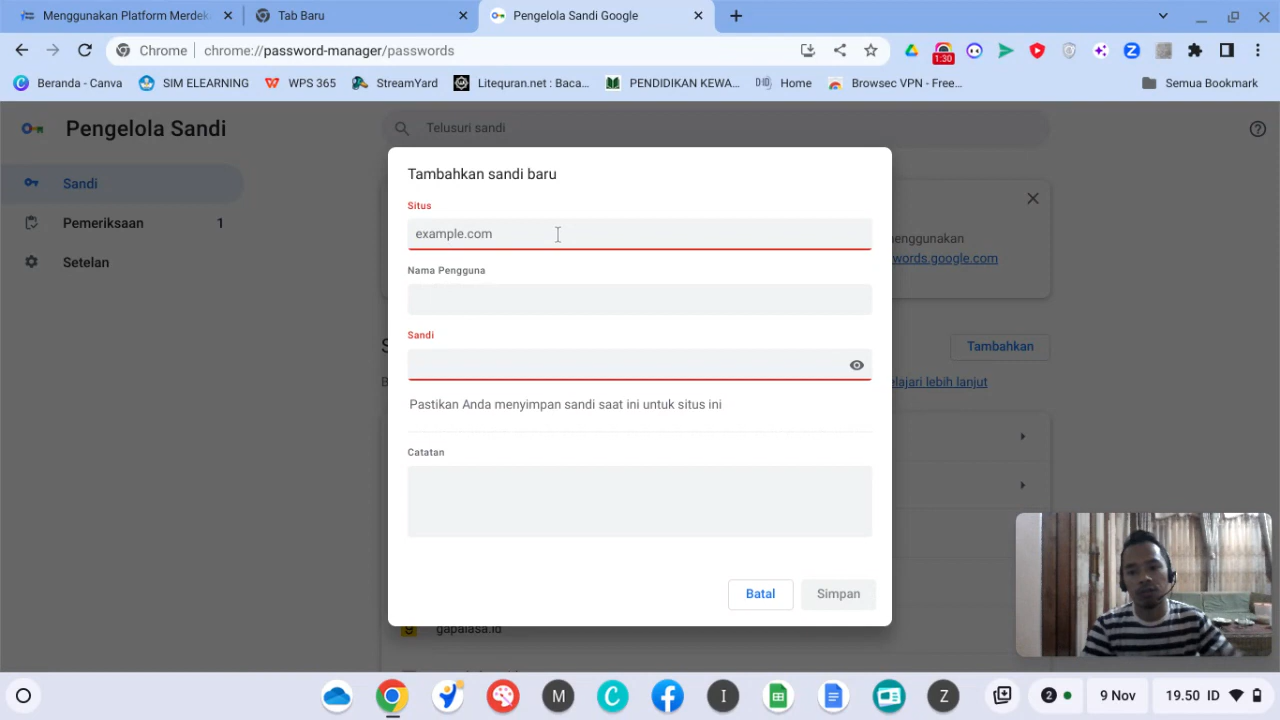 Menggunakan Platform Merdek
Tab Baru
Pengelola Sandi Google
Chrome
chrome://password-manager/passwords
1:30
Beranda - Canva
SIM ELEARNING
WPS 365
StreamYard
Litequran.net : Baca...
PENDIDIKAN KEWA...
Home
Browsec VPN - Free...
Semua Bookmark
Pengelola Sandi
Telusuri sandi
Sandi
Pemeriksaan 1
Setelan
Tambahkan sandi baru
Situs
example.com
Nama Pengguna
Sandi
Pastikan Anda menyimpan sandi saat ini untuk situs ini
Catatan
Batal
Simpan
enggunakan
words.google.com
Tambahkan
elajari lebih lanjut
gapalasa.id
M
I
Z
2
9 Nov
19.50 ID